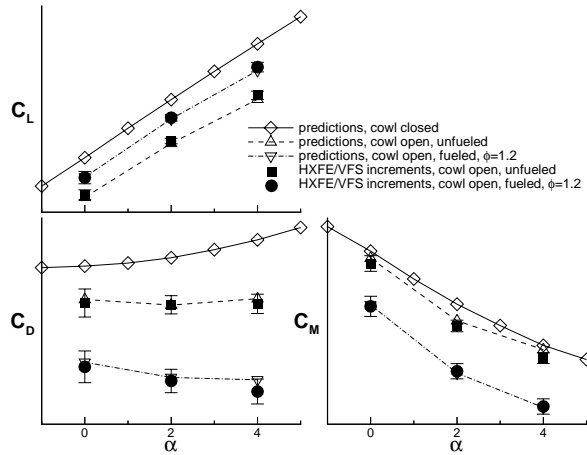 C_L
predictions, cowl closed
predictions, cowl open, unfueled
predictions, cowl open, fueled, ϕ=1.2
HXFE/VFS increments, cowl open, unfueled
HXFE/VFS increments, cowl open, fueled, ϕ=1.2
C_D
C_M
0 2 4
α
0 2 4
α